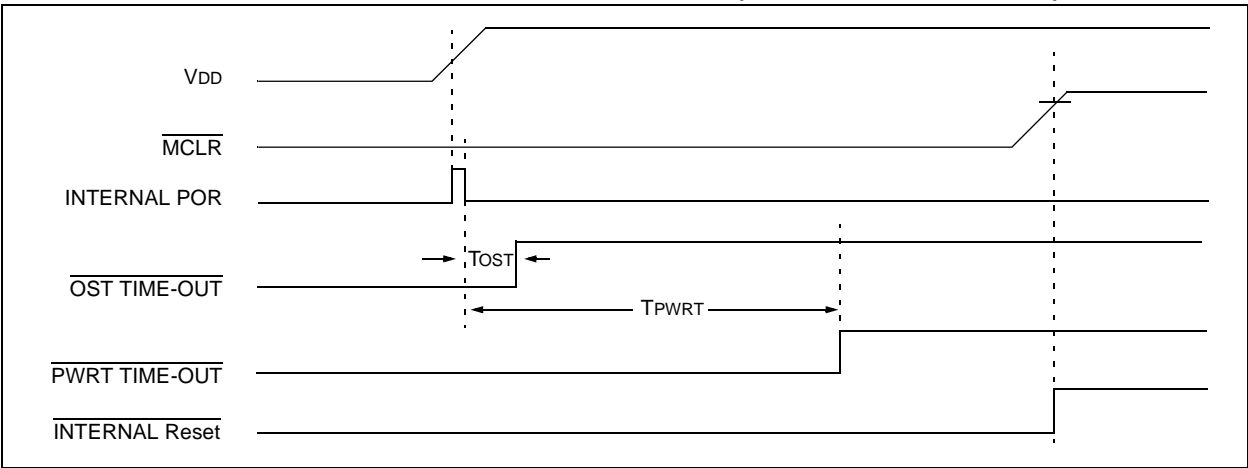 VDD
MCLR
INTERNAL POR
TOST
OST TIME-OUT
TPWRT
PWRT TIME-OUT
INTERNAL Reset